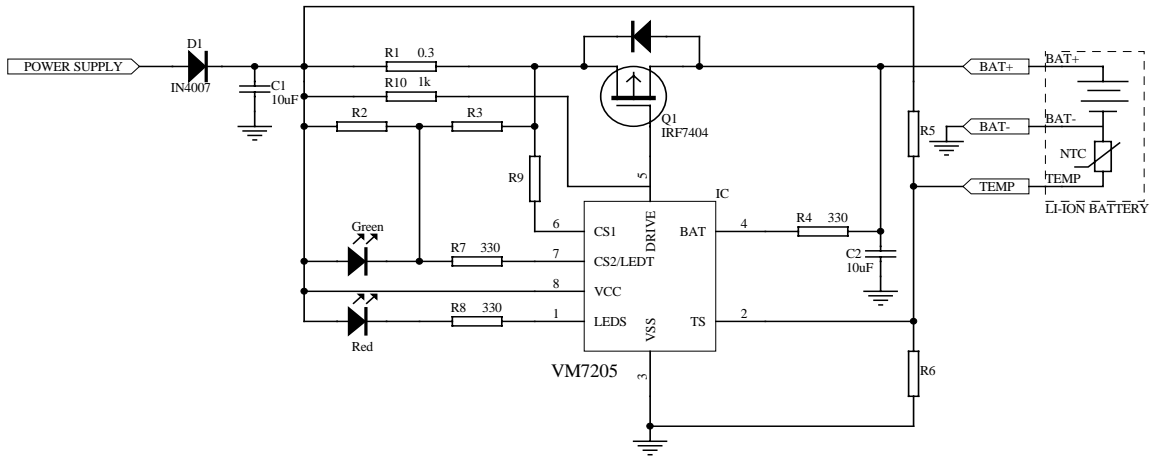 D1
POWER SUPPLY
IN4007
C1
10uF
R1 0.3
R10 1k
R2
R3
R9
Q1
IRF7404
5
IC
R5
BAT+
BAT+
BAT-
BAT-
NTC
TEMP
TEMP
LI-ION BATTERY
Green
6
CS1
DRIVE
BAT
4
R4 330
R7 330
7
CS2/LEDT
C2
10uF
8
VCC
R8 330
1
LEDS
VSS
TS
2
Red
VM7205
3
R6